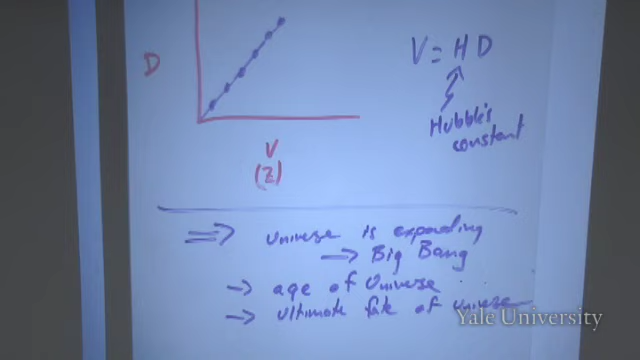 D
V = H D
Hubble's
constant
V
(Z)
⇒ Universe is expanding
⇒ Big Bang
→ age of Universe
→ Ultimate fate of universe
Yale University